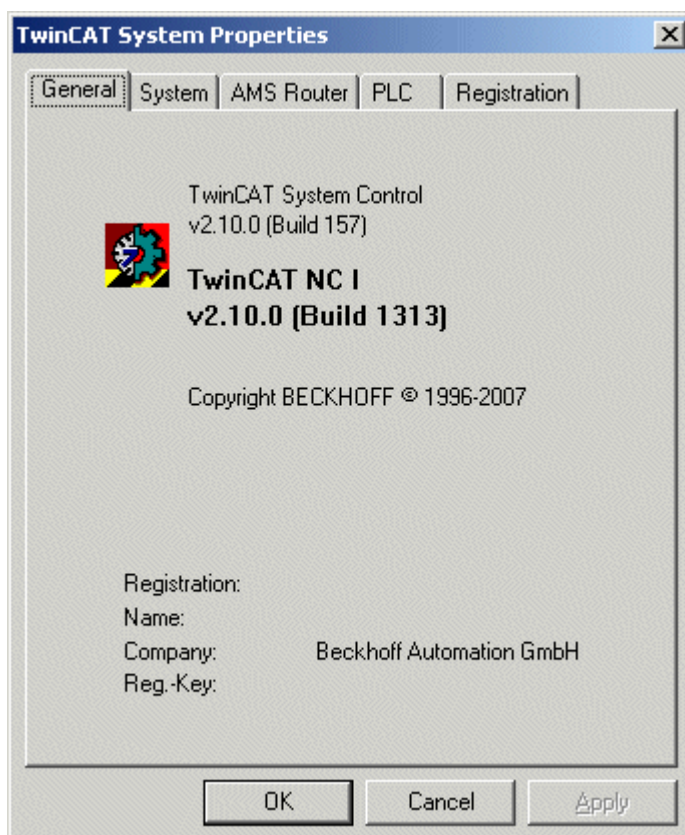 TwinCAT System Properties
General System AMS Router PLC Registration
TwinCAT System Control
v2.10.0 (Build 157)
TwinCAT NC I
v2.10.0 (Build 1313)
Copyright BECKHOFF © 1996-2007
Registration:
Name:
Company: Beckhoff Automation GmbH
Reg.-Key:
OK Cancel Apply